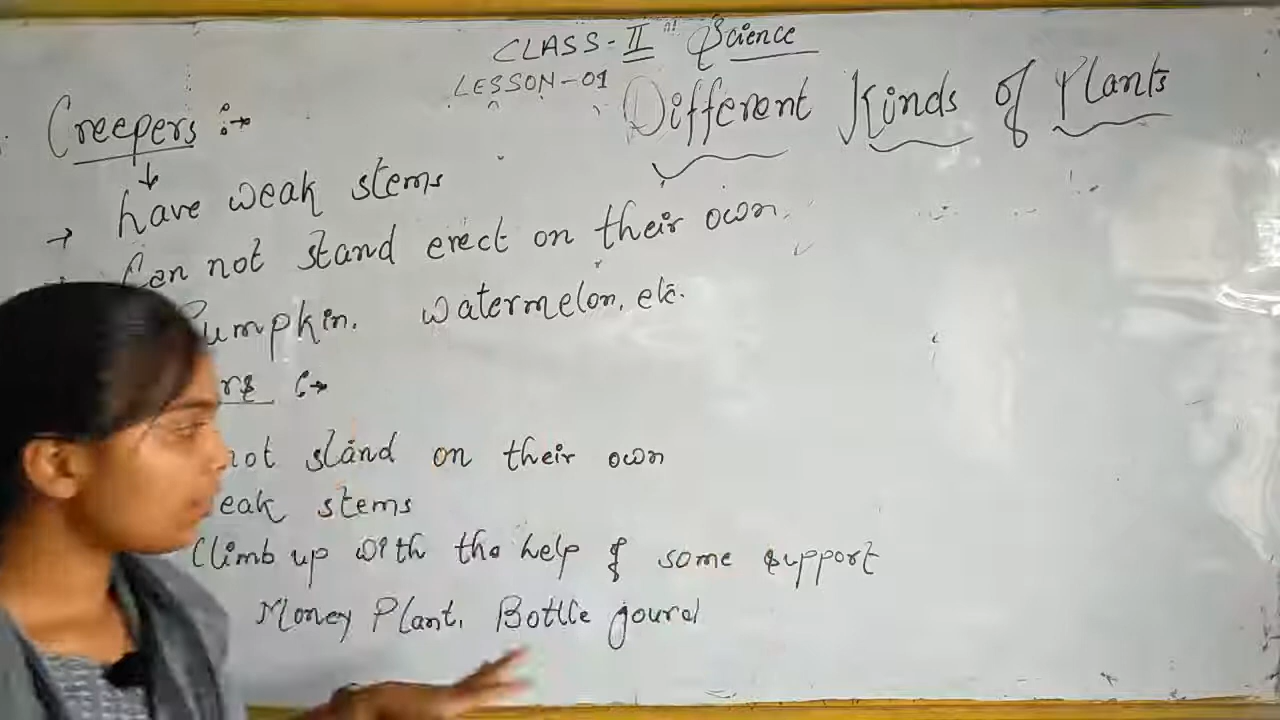 CLASS-II Science
LESSON-01
Different Kinds of Plants
Creepers :→
→ have weak stems
Can not stand erect on their own.
Pumpkin. watermelon, etc.
rs :→
not stand on their own
eak stems
Climb up with the help of some support
Money Plant, Bottle gourd